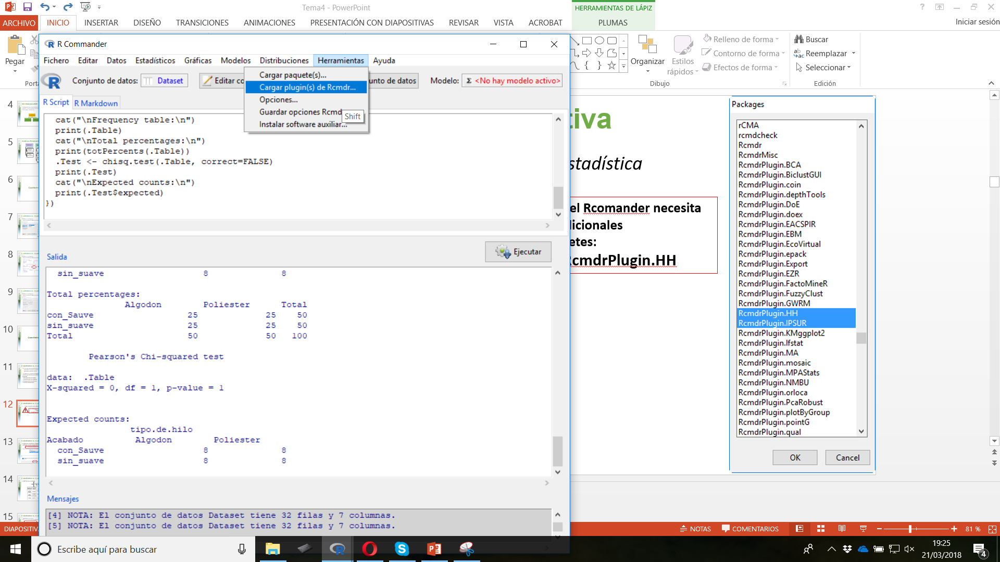 Tema4 - PowerPoint
HERRAMIENTAS DE LÁPIZ
ARCHIVO INICIO INSERTAR DISEÑO TRANSICIONES ANIMACIONES PRESENTACIÓN CON DIAPOSITIVAS REVISAR VISTA ACROBAT PLUMAS Iniciar sesión
Pegar
Organizar
Estilos
rápidos
Relleno de forma
Contorno de forma
Efectos de forma
Dibujo
Buscar
Reemplazar
Seleccionar
Edición
R Commander
Fichero Editar Datos Estadísticos Gráficas Modelos Distribuciones Herramientas Ayuda
Conjunto de datos: Dataset Editar co unto de datos Modelo: Σ <No hay modelo activo>
Cargar paquete(s)...
Cargar plugin(s) de Rcmdr...
Opciones...
Guardar opciones Rcmd
Instalar software auxiliar...
Shift
R Script R Markdown
cat("\nFrequency table:\n")
print(.Table)
cat("\nTotal percentages:\n")
print(totPercents(.Table))
.Test <- chisq.test(.Table, correct=FALSE)
print(.Test)
cat("\nExpected counts:\n")
print(.Test$expected)
})
Ejecutar
Salida
sin_suave 8 8
Total percentages:
Algodon Poliester Total
con_Sauve 25 25 50
sin_suave 25 25 50
Total 50 50 100
Pearson's Chi-squared test
data: .Table
X-squared = 0, df = 1, p-value = 1
Expected counts:
tipo.de.hilo
Acabado Algodon Poliester
con_Sauve 8 8
sin_suave 8 8
Mensajes
[4] NOTA: El conjunto de datos Dataset tiene 32 filas y 7 columnas.
[5] NOTA: El conjunto de datos Dataset tiene 32 filas y 7 columnas.
4
5
6
7
8
9
10
11
12
13
14
15
tiva
stadística
el Rcomander necesita
licionales
etes:
RcmdrPlugin.HH
Packages
rCMA
rcmdcheck
Rcmdr
RcmdrMisc
RcmdrPlugin.BCA
RcmdrPlugin.BiclustGUI
RcmdrPlugin.coin
RcmdrPlugin.depthTools
RcmdrPlugin.DoE
RcmdrPlugin.doex
RcmdrPlugin.EACSPIR
RcmdrPlugin.EBM
RcmdrPlugin.EcoVirtual
RcmdrPlugin.epack
RcmdrPlugin.Export
RcmdrPlugin.EZR
RcmdrPlugin.FactoMineR
RcmdrPlugin.FuzzyClust
RcmdrPlugin.GWRM
RcmdrPlugin.HH
RcmdrPlugin.IPSUR
RcmdrPlugin.KMggplot2
RcmdrPlugin.lfstat
RcmdrPlugin.MA
RcmdrPlugin.mosaic
RcmdrPlugin.MPAStats
RcmdrPlugin.NMBU
RcmdrPlugin.orloca
RcmdrPlugin.PcaRobust
RcmdrPlugin.plotByGroup
RcmdrPlugin.pointG
RcmdrPlugin.qual
OK Cancel
DIAPOSITIV NOTAS COMENTARIOS 81 %
Escribe aquí para buscar
19:25
21/03/2018
4